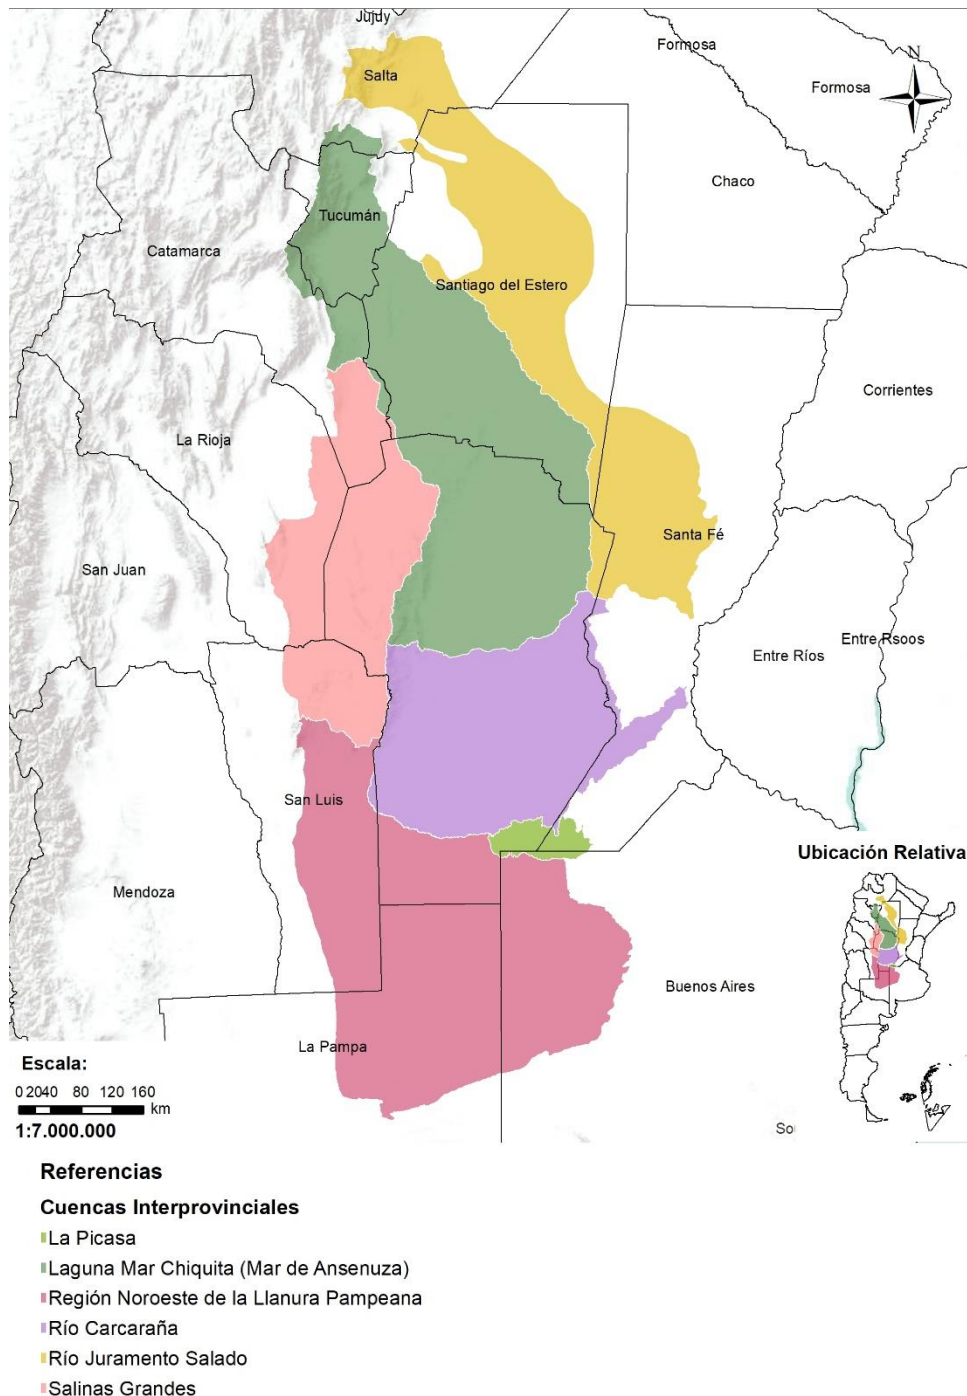 Jujuy
Salta
Formosa
N
Formosa
Chaco
Tucumán
Catamarca
Santiago del Estero
Corrientes
La Rioja
Santa Fé
San Juan
Entre Rsoos
Entre Ríos
San Luis
Ubicación Relativa
Mendoza
Buenos Aires
La Pampa
Escala:
0 2040 80 120 160
km
1:7.000.000
So
Referencias
Cuencas Interprovinciales
La Picasa
Laguna Mar Chiquita (Mar de Ansenuza)
Región Noroeste de la Llanura Pampeana
Río Carcaraña
Río Juramento Salado
Salinas Grandes